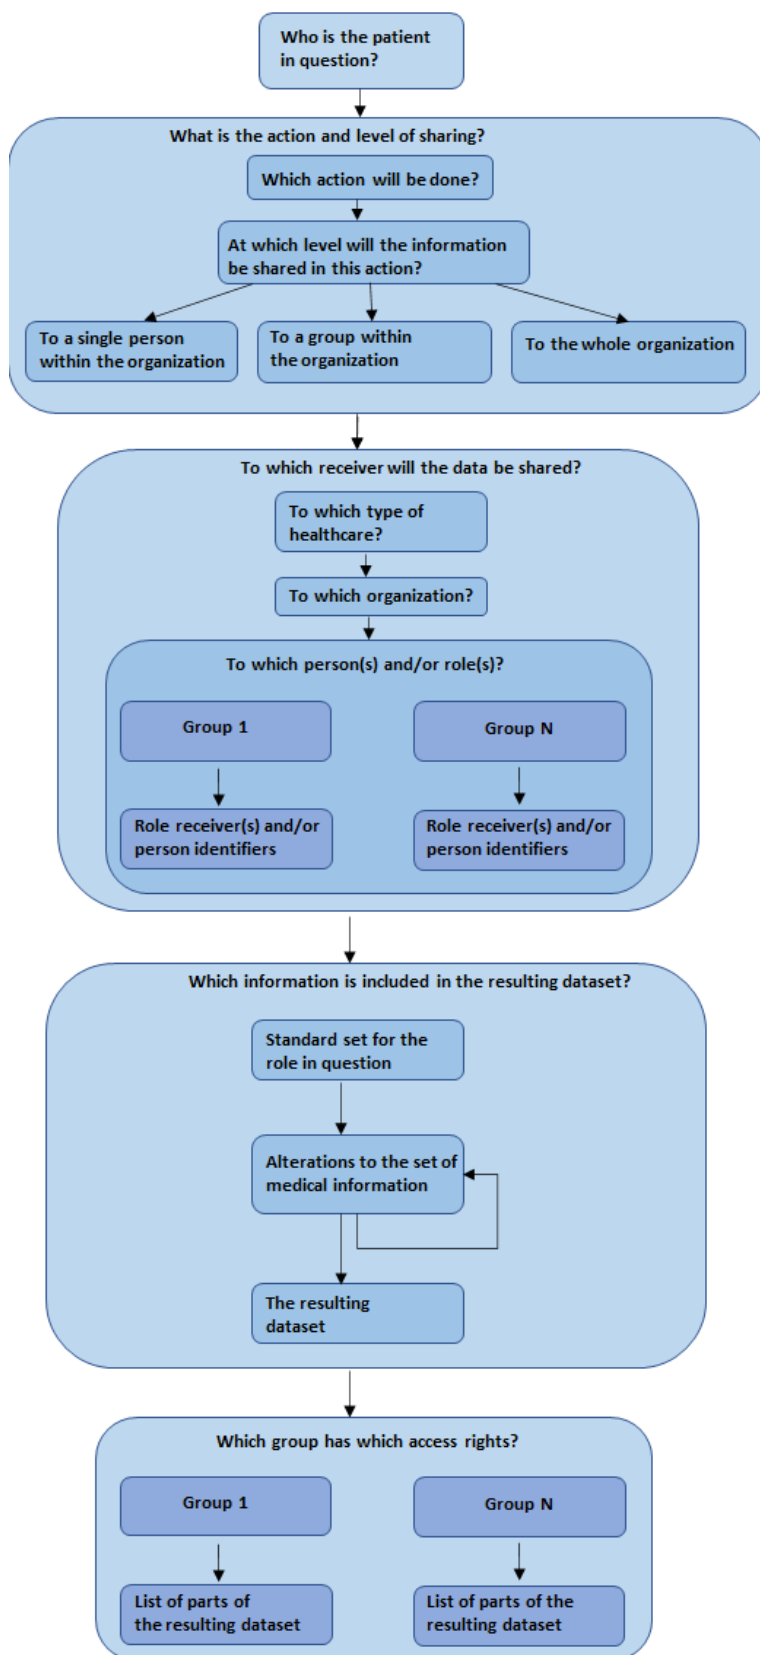 Who is the patient
in question?
What is the action and level of sharing?
Which action will be done?
At which level will the information
be shared in this action?
To a single person
within the organization
To a group within
the organization
To the whole organization
To which receiver will the data be shared?
To which type of
healthcare?
To which organization?
To which person(s) and/or role(s)?
Group 1
Group N
Role receiver(s) and/or
person identifiers
Role receiver(s) and/or
person identifiers
Which information is included in the resulting dataset?
Standard set for the
role in question
Alterations to the set of
medical information
The resulting
dataset
Which group has which access rights?
Group 1
Group N
List of parts of
the resulting dataset
List of parts of the
resulting dataset